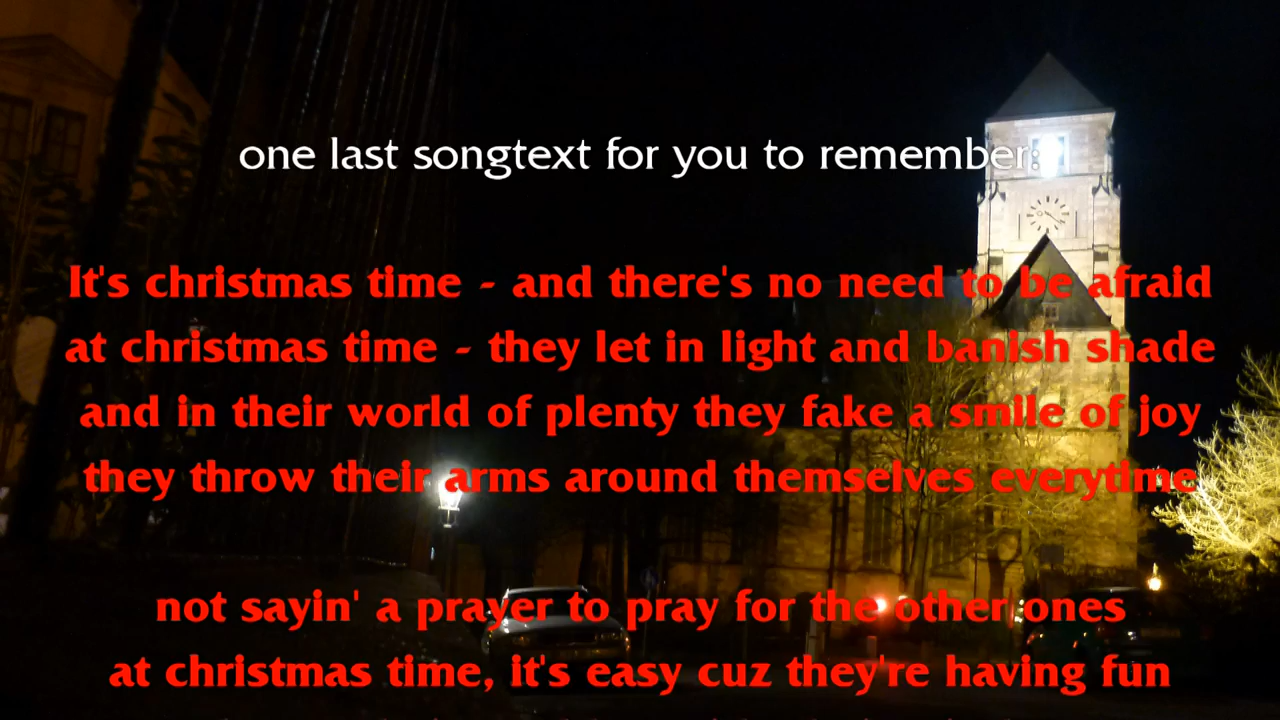 one last songtext for you to remember:
It's christmas time - and there's no need to be afraid
at christmas time - they let in light and banish shade
and in their world of plenty they fake a smile of joy
they throw their arms around themselves everytime
not sayin' a prayer to pray for the other ones
at christmas time, it's easy cuz they're having fun